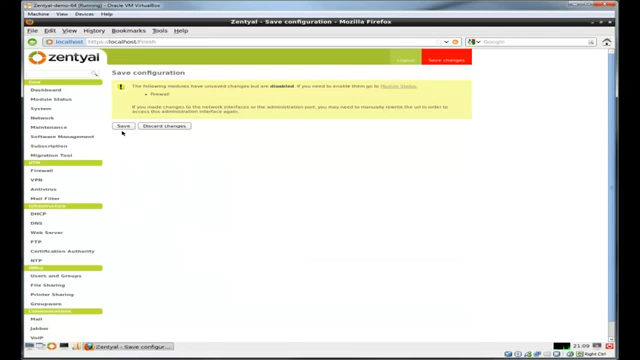 Zentyal-demo-64 [Running] - Oracle VM VirtualBox
Machine View Devices Help
Zentyal - Save configuration - Mozilla Firefox
File Edit View History Bookmarks Tools Help
localhost https://localhost/Finish
Google
zentyal
Logout
Save changes
Save configuration
The following modules have unsaved changes but are disabled. If you need to enable them go to Module Status.
• firewall
If you made changes to the network interfaces or the administration port, you may need to manually rewrite the url in order to
access this administration interface again.
Save
Discard changes
Core
Dashboard
Module Status
System
Network
Maintenance
Software Management
Subscription
Migration Tool
UTM
Firewall
VPN
Antivirus
Mail Filter
Infrastructure
DHCP
DNS
Web Server
FTP
Certification Authority
NTP
Office
Users and Groups
File Sharing
Printer Sharing
Groupware
Communications
Mail
Jabber
VoIP
Zentyal - Save configur...
21:09
Right Ctrl